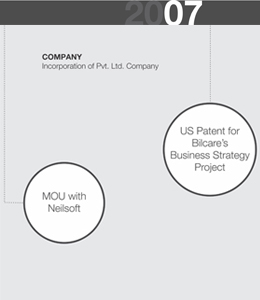 2007
COMPANY
Incorporation of Pvt. Ltd. Company
US Patent for
Bilcare's
Business Strategy
Project
MOU with
Neilsoft